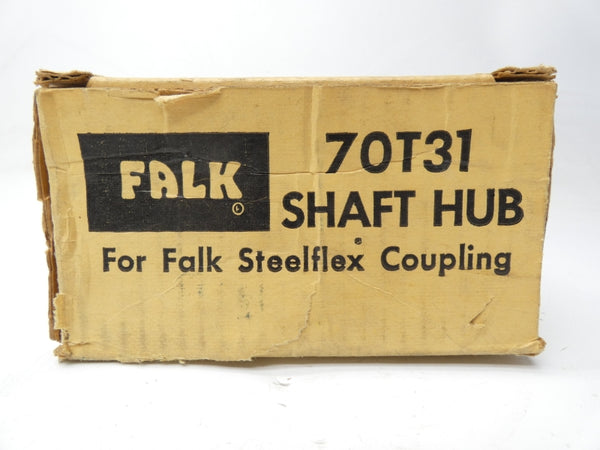 FALK
70T31
SHAFT HUB
For Falk Steelflex® Coupling